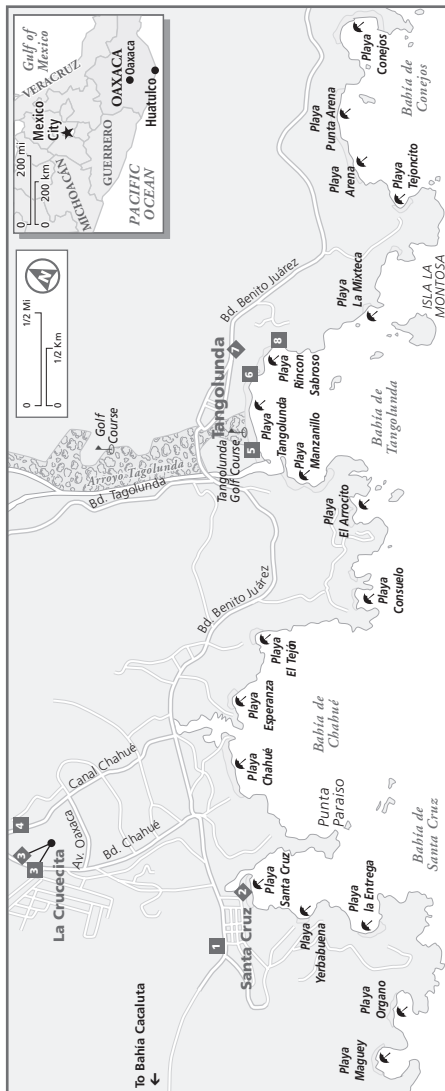 To Bahía Cacaluta
La Crucecita
3
3
4
Av. Oaxaca
Canal Chahué
Bd. Chahué
1
Santa Cruz
2
Playa
Santa Cruz
Playa
Yerbabuena
Playa
la Entrega
Playa
Organo
Playa
Maguey
Bahía de
Santa Cruz
Punta
Paraíso
Playa
Chahué
Playa
Esperanza
Playa
El Tejón
Bahía de
Chahué
Bd. Benito Juárez
Playa
Consuelo
Playa
El Arrocito
Bd. Tagolunda
Arroyo Tagolunda
Golf
Course
Tangolunda
Tangolunda
Golf Course
5
6
7
8
Playa
Manzanillo
Playa
Tangolunda
Playa
Rincon
Sabroso
Bahía de
Tangolunda
Bd. Benito Juárez
Playa
La Mixteca
ISLA LA
MONTOSA
Playa
Tejoncito
Playa
Arena
Playa
Punta Arena
Playa
Conejos
Bahía de
Conejos
0
1/2 Mi
0
1/2 Km
N
0
200 mi
0
200 km
Gulf of
Mexico
VERACRUZ
Mexico
City
MICHOACÁN
GUERRERO
OAXACA
Oaxaca
Huatulco
PACIFIC
OCEAN